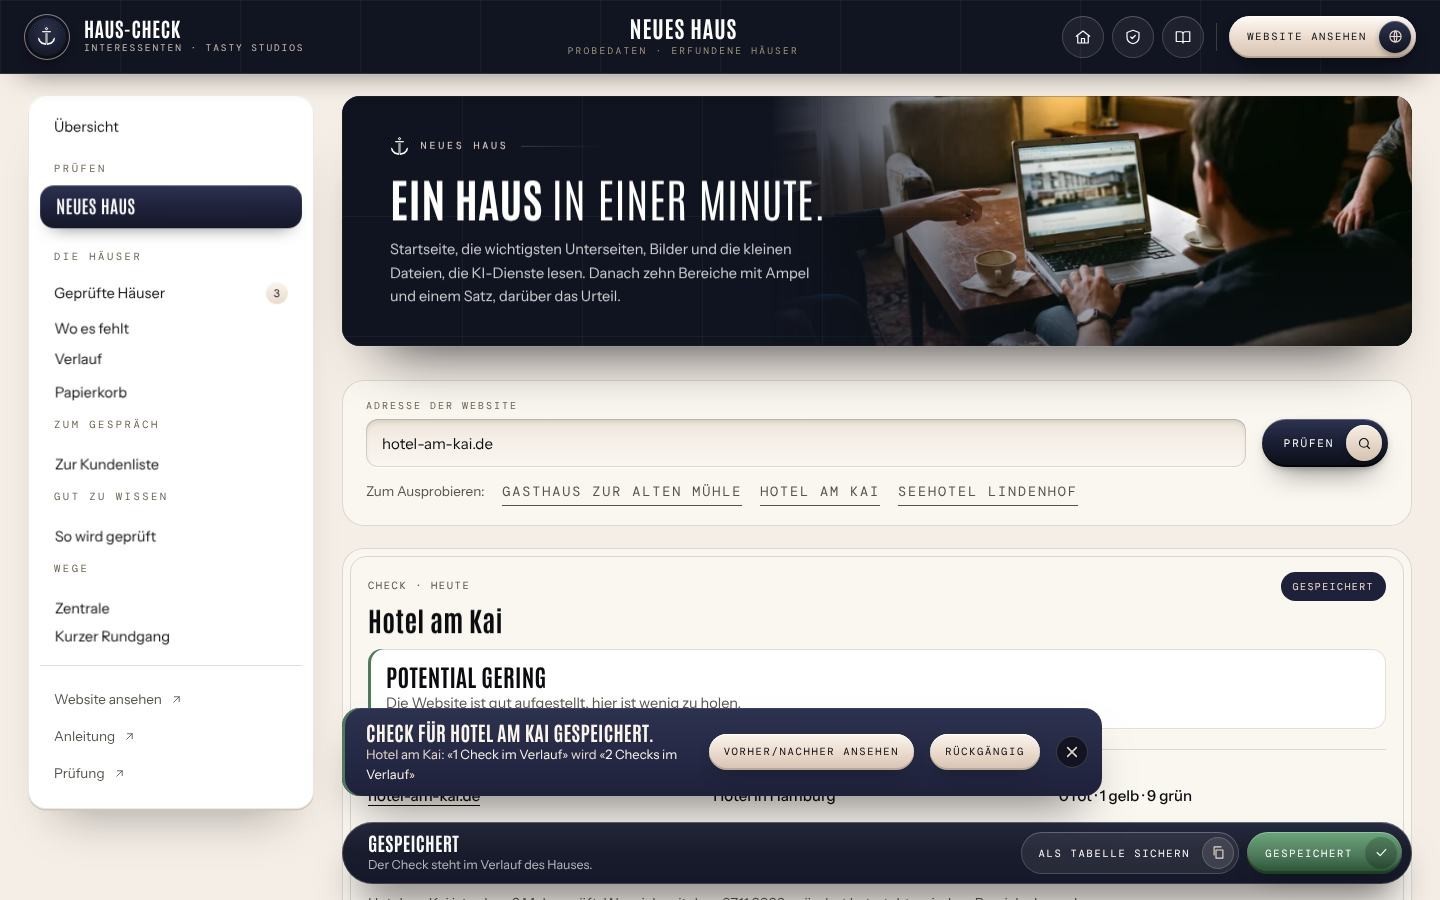 HAUS-CHECK
INTERESSENTEN · TASTY STUDIOS
NEUES HAUS
PROBEDATEN · ERFUNDENE HÄUSER
WEBSITE ANSEHEN
Übersicht
PRÜFEN
NEUES HAUS
DIE HÄUSER
Geprüfte Häuser 3
Wo es fehlt
Verlauf
Papierkorb
ZUM GESPRÄCH
Zur Kundenliste
GUT ZU WISSEN
So wird geprüft
WEGE
Zentrale
Kurzer Rundgang
Website ansehen
Anleitung
Prüfung
NEUES HAUS
EIN HAUS IN EINER MINUTE.
Startseite, die wichtigsten Unterseiten, Bilder und die kleinen
Dateien, die KI-Dienste lesen. Danach zehn Bereiche mit Ampel
und einem Satz, darüber das Urteil.
ADRESSE DER WEBSITE
hotel-am-kai.de
PRÜFEN
Zum Ausprobieren: GASTHAUS ZUR ALTEN MÜHLE HOTEL AM KAI SEEHOTEL LINDENHOF
CHECK · HEUTE
GESPEICHERT
Hotel am Kai
POTENTIAL GERING
Die Website ist gut aufgestellt, hier ist wenig zu holen.
CHECK FÜR HOTEL AM KAI GESPEICHERT.
Hotel am Kai: «1 Check im Verlauf» wird «2 Checks im
Verlauf»
VORHER/NACHHER ANSEHEN
RÜCKGÄNGIG
hotel-am-kai.de Hotel in Hamburg 0 rot · 1 gelb · 9 grün
GESPEICHERT
Der Check steht im Verlauf des Hauses.
ALS TABELLE SICHERN
GESPEICHERT